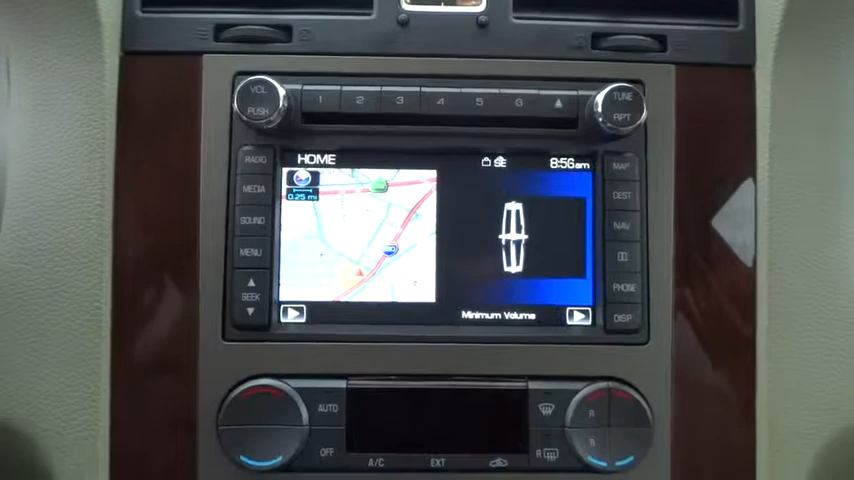 VOL
PUSH
1 2 3 4 5 6
TUNE
RPT
RADIO
MEDIA
SOUND
MENU
SEEK
HOME
SE
8:56am
0.25 mi
Minimum Volume
MAP
DEST
NAV
PHONE
DISP
AUTO
OFF
A/C
EXT
R
R
R